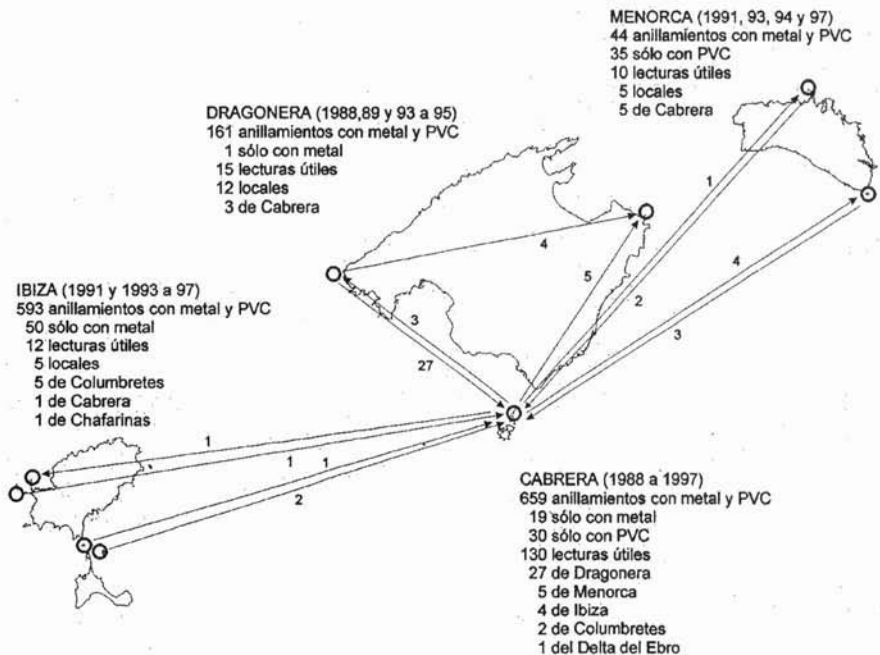 MENORCA (1991, 93, 94 y 97)
44 anillamientos con metal y PVC
35 sólo con PVC
10 lecturas útiles
5 locales
5 de Cabrera
DRAGONERA (1988,89 y 93 a 95)
161 anillamientos con metal y PVC
1 sólo con metal
15 lecturas útiles
12 locales
3 de Cabrera
1
4
5
4
2
3
3
27
IBIZA (1991 y 1993 a 97)
593 anillamientos con metal y PVC
50 sólo con metal
12 lecturas útiles
5 locales
5 de Columbretes
1 de Cabrera
1 de Chafarinas
1
1
1
2
CABRERA (1988 a 1997)
659 anillamientos con metal y PVC
19 sólo con metal
30 sólo con PVC
130 lecturas útiles
27 de Dragonera
5 de Menorca
4 de Ibiza
2 de Columbretes
1 del Delta del Ebro